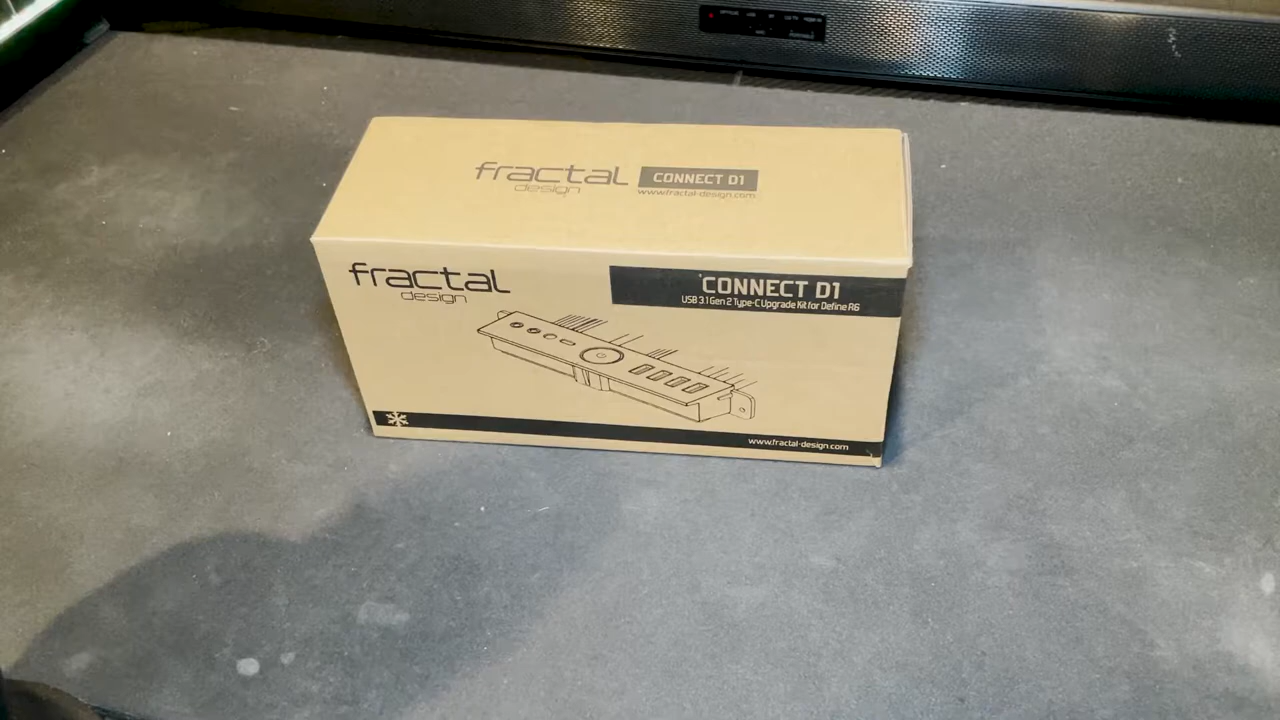 fractal
design
CONNECT D1
www.fractal-design.com
fractal
design
CONNECT D1
USB 3.1 Gen 2 Type-C Upgrade Kit for Define R6
www.fractal-design.com